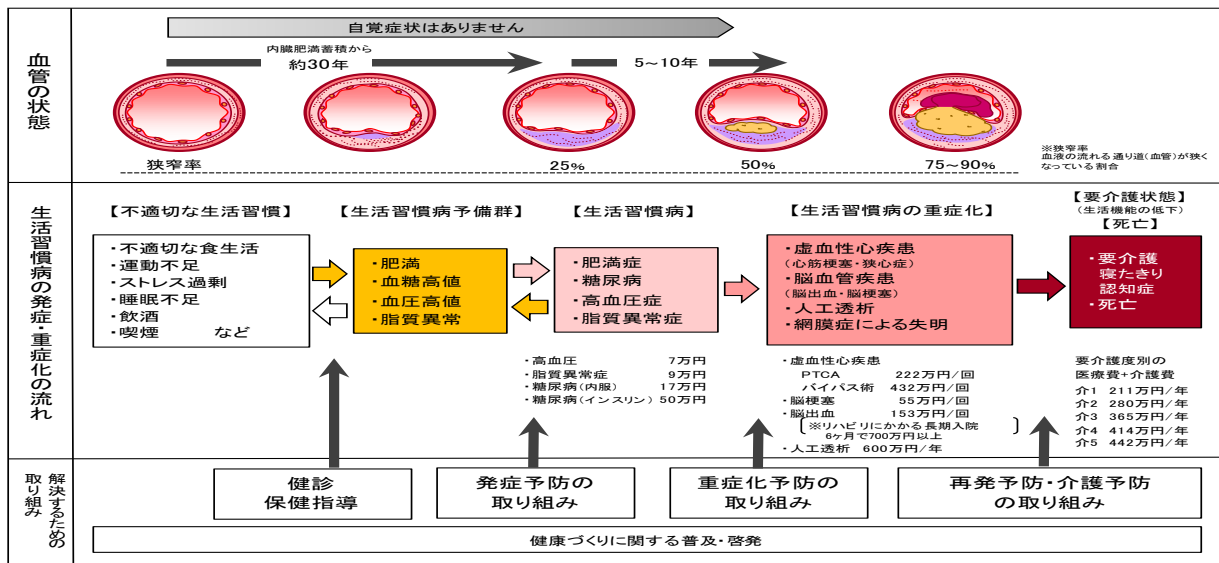 血管の状態
自覚症状はありません
内臓肥満蓄積から
約30年
5～10年
狭窄率
25%
50%
75～90%
※狭窄率
血液の流れる通り道(血管)が狭く
なっている割合
生活習慣病の発症・重症化の流れ
【不適切な生活習慣】
・不適切な食生活
・運動不足
・ストレス過剰
・睡眠不足
・飲酒
・喫煙 など
【生活習慣病予備群】
・肥満
・血糖高値
・血圧高値
・脂質異常
【生活習慣病】
・肥満症
・糖尿病
・高血圧症
・脂質異常症
【生活習慣病の重症化】
・虚血性心疾患
(心筋梗塞・狭心症)
・脳血管疾患
(脳出血・脳梗塞)
・人工透析
・網膜症による失明
【要介護状態】
(生活機能の低下)
【死亡】
・要介護
寝たきり
認知症
・死亡
・高血圧 7万円
・脂質異常症 9万円
・糖尿病(内服) 17万円
・糖尿病(インスリン) 50万円
・虚血性心疾患
PTCA 222万円/回
バイパス術 432万円/回
・脳梗塞 55万円/回
・脳出血 153万円/回
※リハビリにかかる長期入院
6ヶ月で700万円以上
・人工透析 600万円/年
要介護度別の
医療費+介護費
介1 211万円/年
介2 280万円/年
介3 365万円/年
介4 414万円/年
介5 442万円/年
解決するための
取り組み
健診
保健指導
発症予防の
取り組み
重症化予防の
取り組み
再発予防・介護予防
の取り組み
健康づくりに関する普及・啓発